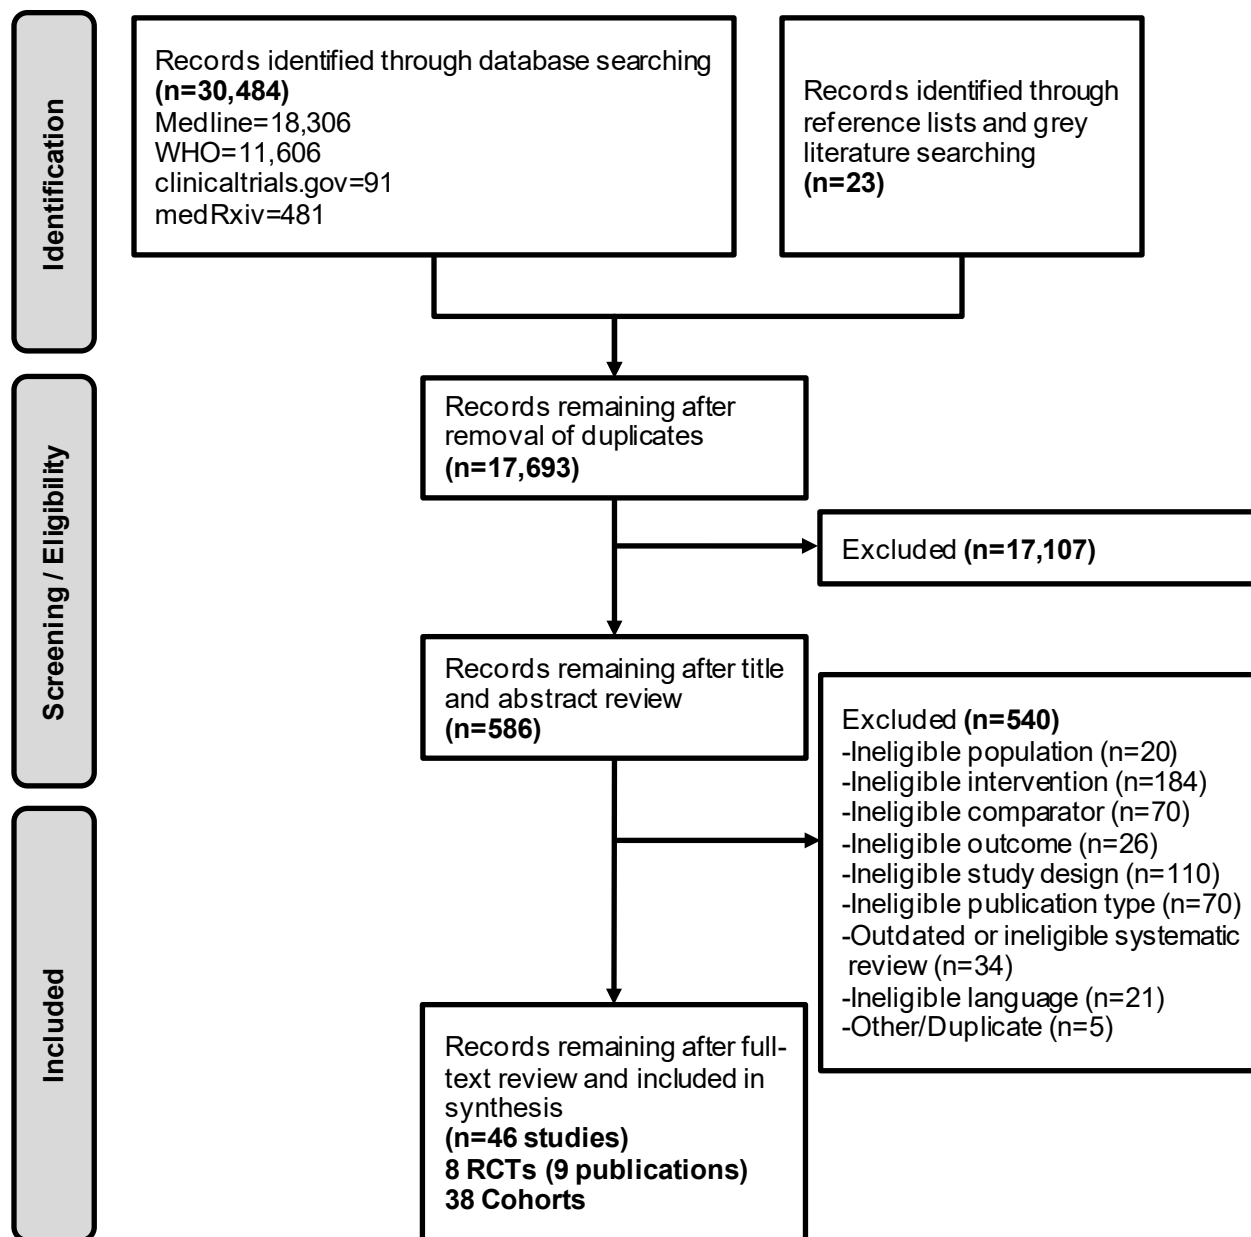 Identification
Records identified through database searching
(n=30,484)
Medline=18,306
WHO=11,606
clinicaltrials.gov=91
medRxiv=481
Records identified through
reference lists and grey
literature searching
(n=23)
Screening / Eligibility
Records remaining after
removal of duplicates
(n=17,693)
Excluded (n=17,107)
Records remaining after title
and abstract review
(n=586)
Excluded (n=540)
-Ineligible population (n=20)
-Ineligible intervention (n=184)
-Ineligible comparator (n=70)
-Ineligible outcome (n=26)
-Ineligible study design (n=110)
-Ineligible publication type (n=70)
-Outdated or ineligible systematic
review (n=34)
-Ineligible language (n=21)
-Other/Duplicate (n=5)
Included
Records remaining after full-
text review and included in
synthesis
(n=46 studies)
8 RCTs (9 publications)
38 Cohorts